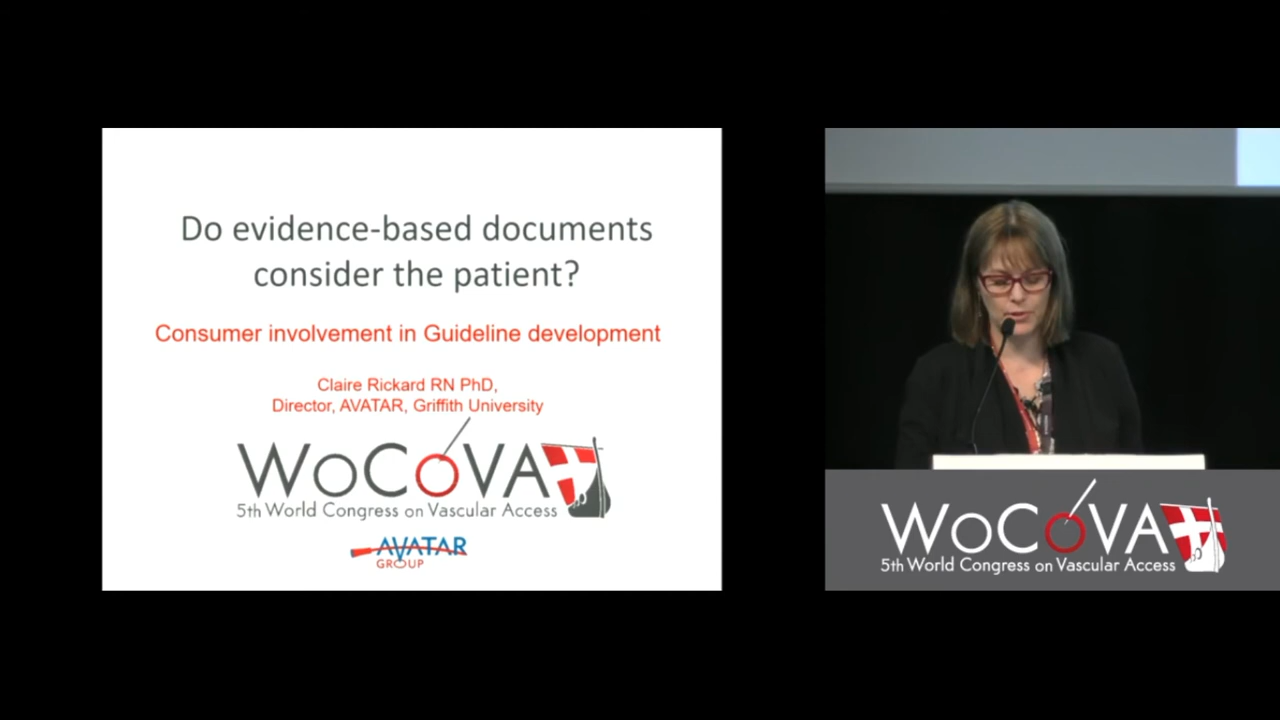 Do evidence-based documents
consider the patient?
Consumer involvement in Guideline development
Claire Rickard RN PhD,
Director, AVATAR, Griffith University
WoCoVA
5th World Congress on Vascular Access
AVATAR
GROUP
WoCoVA
5th World Congress on Vascular Access